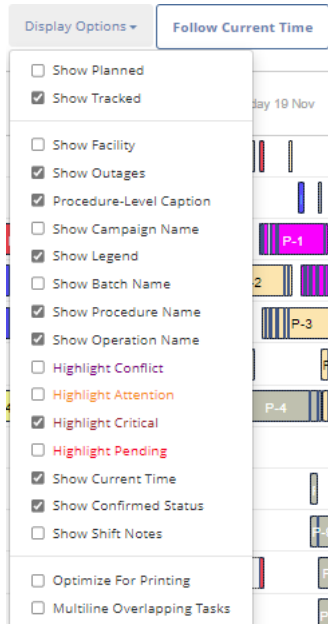 Display Options
Follow Current Time
Show Planned
Show Tracked
day 19 Nov
Show Facility
Show Outages
Procedure-Level Caption
Show Campaign Name
P-1
Show Legend
Show Batch Name
-2
Show Procedure Name
P-3
Show Operation Name
Highlight Conflict
Highlight Attention
Highlight Critical
P-4
Highlight Pending
Show Current Time
Show Confirmed Status
Show Shift Notes
Optimize For Printing
Multiline Overlapping Tasks